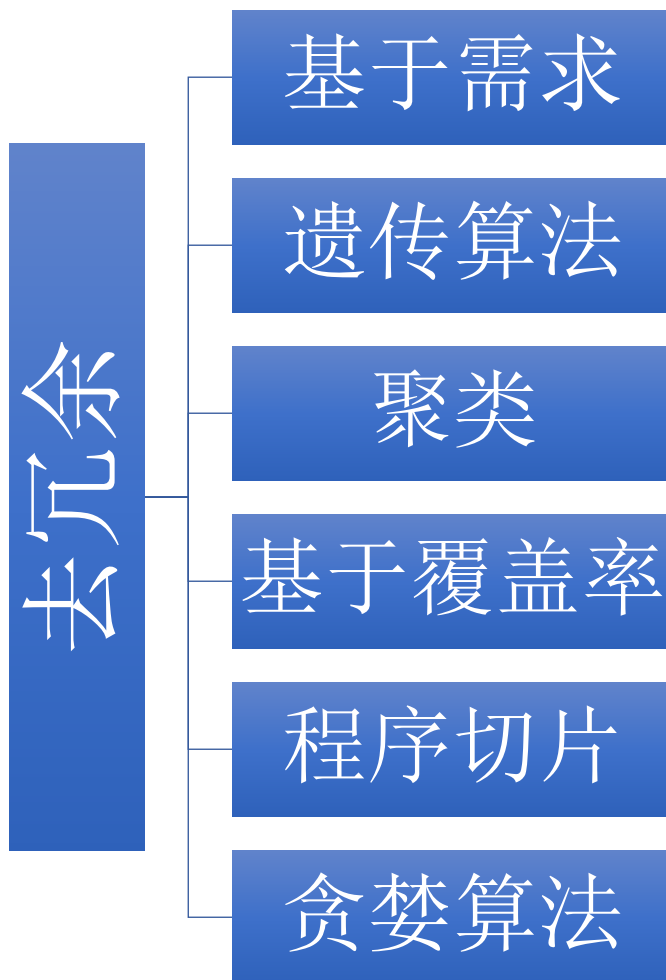 去冗余
基于需求
遗传算法
聚类
基于覆盖率
程序切片
贪婪算法